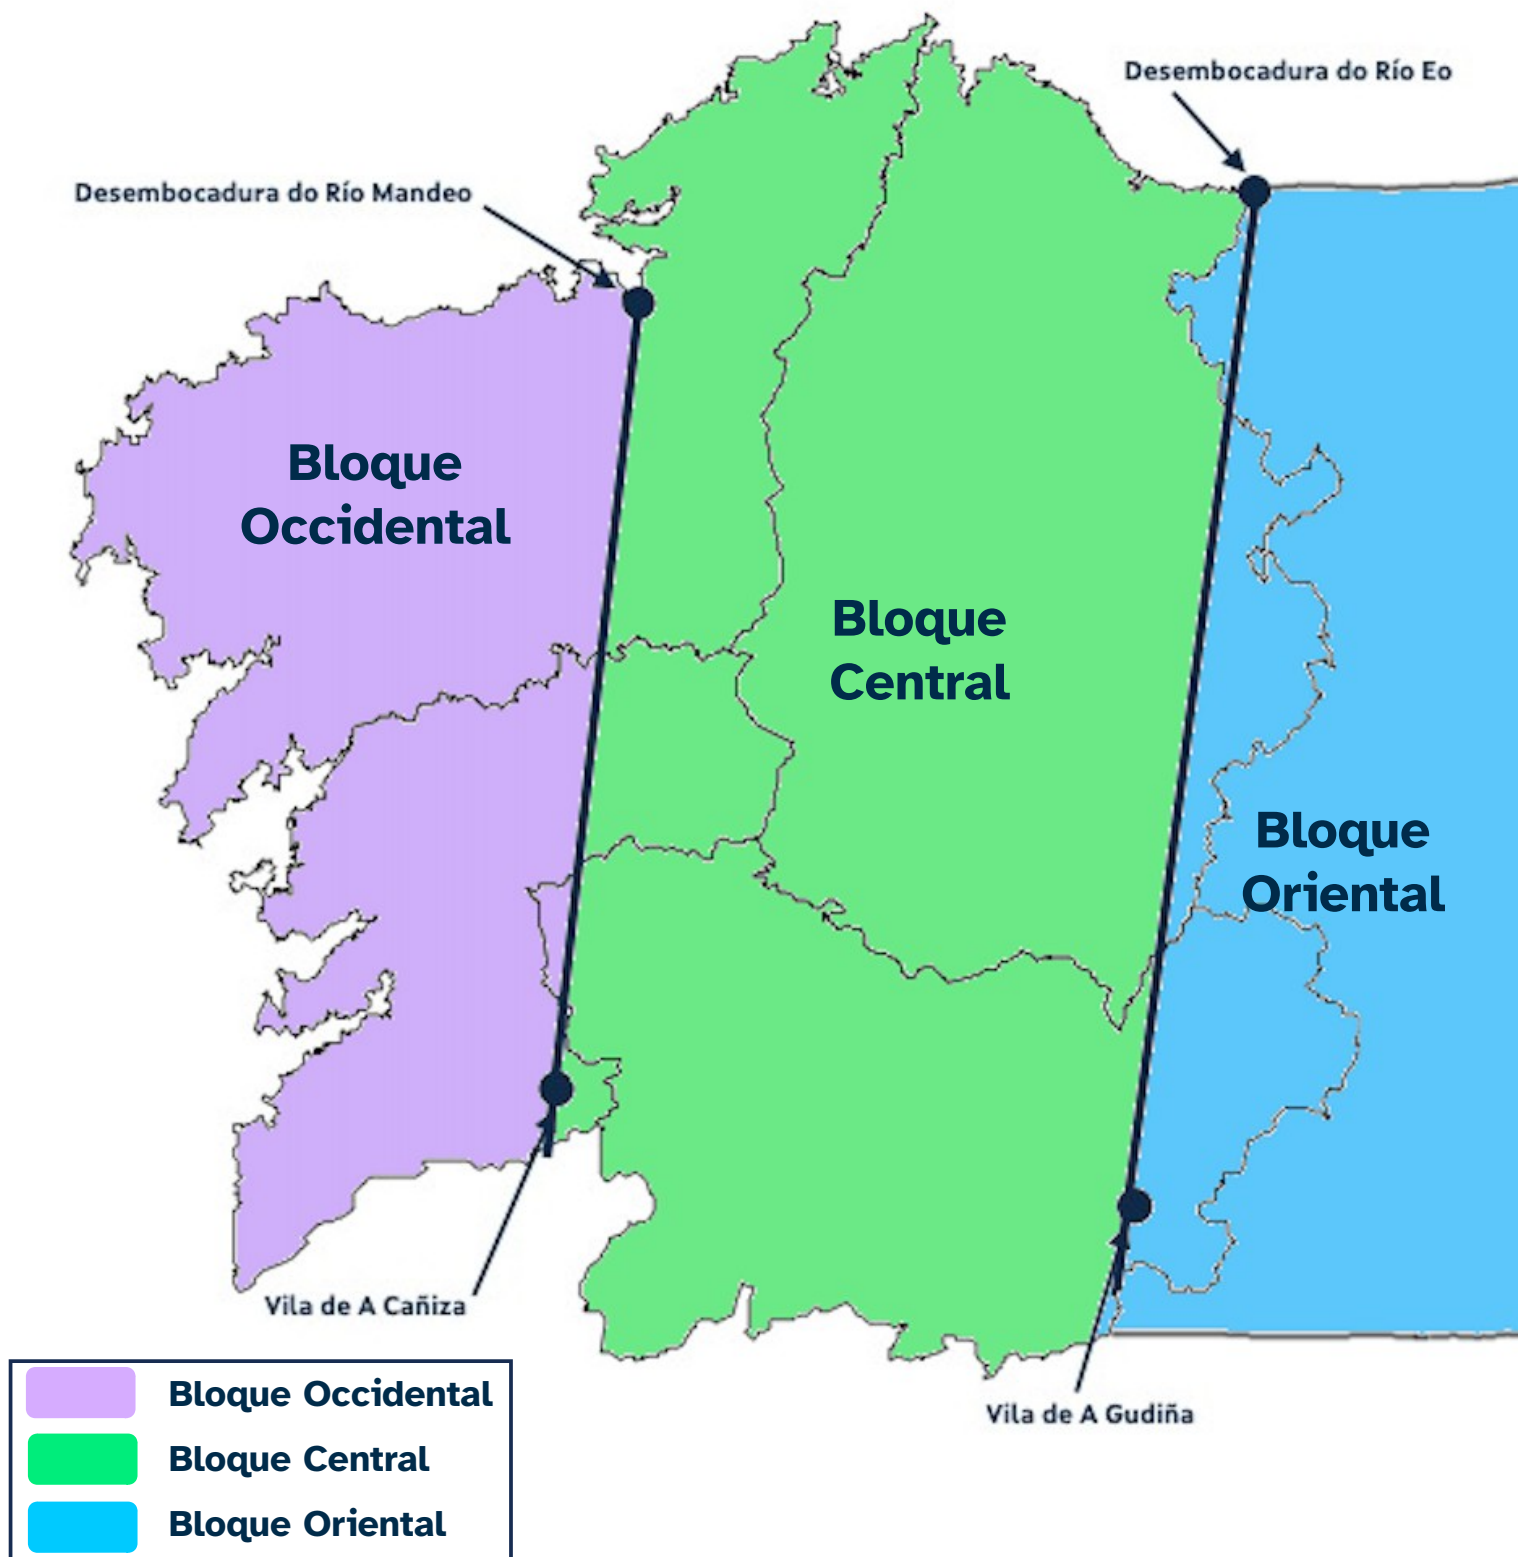 Desembocadura do Río Eo
Desembocadura do Río Mandeo
Bloque
Occidental
Bloque
Central
Bloque
Oriental
Vila de A Cañiza
Vila de A Gudiña
Bloque Occidental
Bloque Central
Bloque Oriental